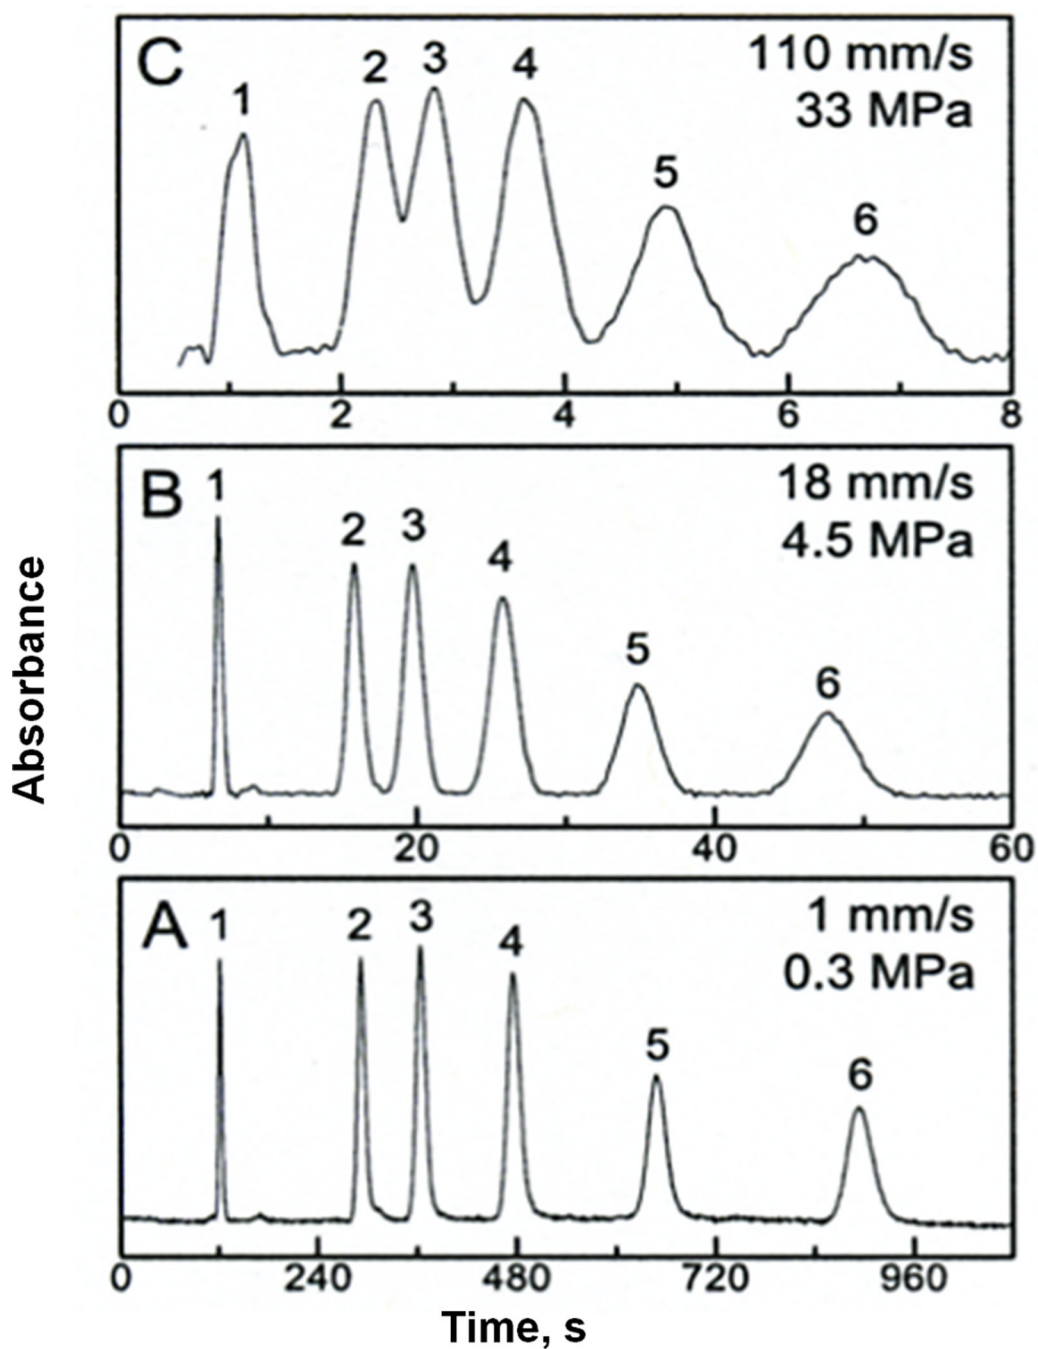 C
1 2 3 4 5 6
110 mm/s
33 MPa
0 2 4 6 8
B
1 2 3 4 5 6
18 mm/s
4.5 MPa
0 20 40 60
A
1 2 3 4 5 6
1 mm/s
0.3 MPa
0 240 480 720 960
Absorbance
Time, s